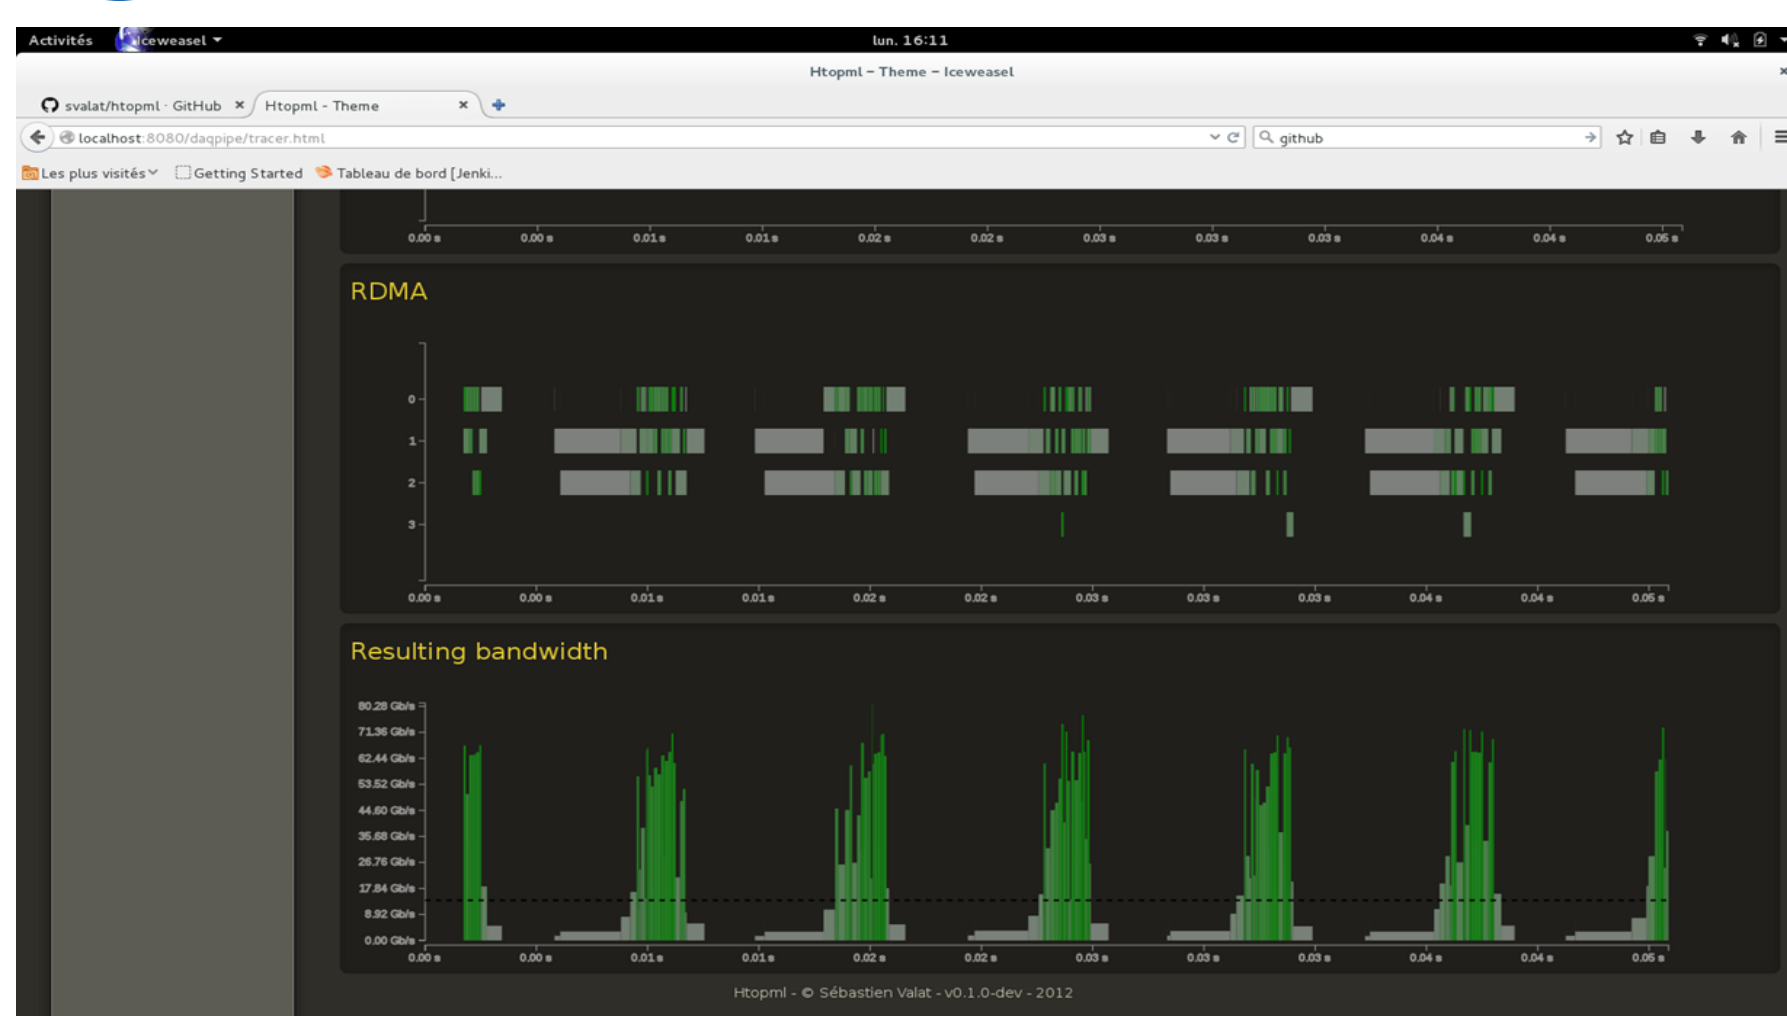 Activités Iceweasel lun. 16:11
Htopml - Theme - Iceweasel
svalat/htopml · GitHub Htopml - Theme
localhost:8080/daqpipe/tracer.html github
Les plus visités Getting Started Tableau de bord [Jenki...
0.00 s 0.00 s 0.01 s 0.01 s 0.02 s 0.02 s 0.03 s 0.03 s 0.03 s 0.04 s 0.04 s 0.05 s
RDMA
0
1
2
3
0.00 s 0.00 s 0.01 s 0.01 s 0.02 s 0.02 s 0.03 s 0.03 s 0.03 s 0.04 s 0.04 s 0.05 s
Resulting bandwidth
80.28 Gb/s
71.36 Gb/s
62.44 Gb/s
53.52 Gb/s
44.60 Gb/s
35.68 Gb/s
26.76 Gb/s
17.84 Gb/s
8.92 Gb/s
0.00 Gb/s
0.00 s 0.00 s 0.01 s 0.01 s 0.02 s 0.02 s 0.03 s 0.03 s 0.03 s 0.04 s 0.04 s 0.05 s
Htopml - © Sébastien Valat - v0.1.0-dev - 2012